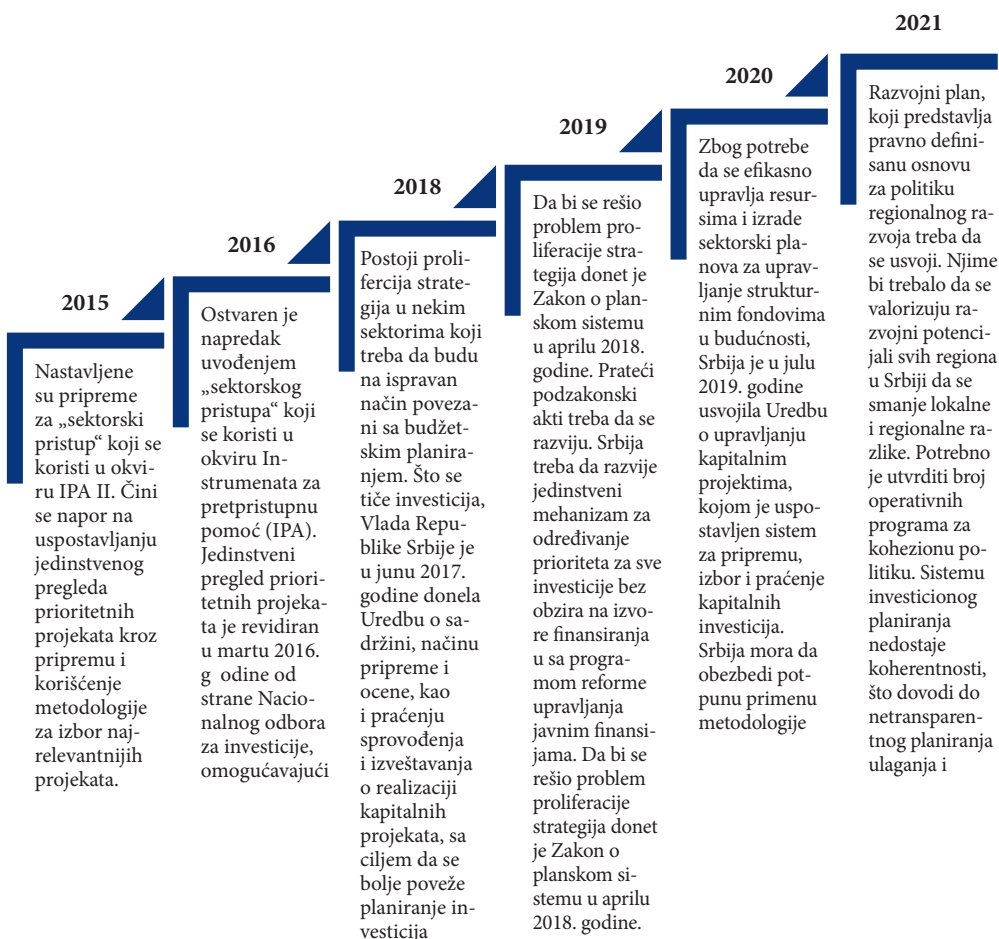 2015
Nastavljene
su pripreme
za „sektorski
pristup“ koji se
koristi u okvi-
ru IPA II. Čini
se napor na
uspostavljanju
jedinstvenog
pregleda
prioritetnih
projekata kroz
pripremu i
korišćenje
metodologije
za izbor naj-
relevantnijih
projekata.
2016
Ostvaren je
napredak
uvođenjem
„sektorskog
pristupa“ koji
se koristi u
okviru In-
strumenata za
pretpristupnu
pomoć (IPA).
Jedinstveni
pregled priori-
tetnih projeka-
ta je revidiran
u martu 2016.
g odine od
strane Nacio-
nalnog odbora
za investicije,
omogućavajući
2018
Postoji proli-
fercija strate-
gija u nekim
sektorima koji
treba da budu
na ispravan
način poveza-
ni sa budžet-
skim planira-
njem. Što se
tiče investicija,
Vlada Repu-
blike Srbije je
u junu 2017.
godine donela
Uredbu o sa-
držini, načinu
pripreme i
ocene, kao
i praćenju
sprovođenja
i izveštavanja
o realizaciji
kapitalnih
projekata, sa
ciljem da se
bolje poveže
planiranje in-
vesticija
2019
Da bi se rešio
problem pro-
liferacije stra-
tegija donet je
Zakon o plan-
skom sistemu
u aprilu 2018.
godine. Prateći
podzakonski
akti treba da se
razviju. Srbija
treba da razvije
jedinstveni
mehanizam za
određivanje
prioriteta za sve
investicije bez
obzira na izvo-
re finansiranja
u sa progra-
mom reforme
upravljanja
javnim finansi-
jama. Da bi se
rešio problem
proliferacije
strategija donet
je Zakon o
planskom si-
stemu u aprilu
2018. godine.
2020
Zbog potrebe
da se efikasno
upravlja resur-
sima i izrade
sektorski pla-
nova za uprav-
ljanje struktur-
nim fondovima
u budućnosti,
Srbija je u julu
2019. godine
usvojila Uredbu
o upravljanju
kapitalnim
projektima,
kojom je uspo-
stavljen sistem
za pripremu,
izbor i praćenje
kapitalnih
investicija.
Srbija mora da
obezbedi pot-
punu primenu
metodologije
2021
Razvojni plan,
koji predstavlja
pravno defini-
sanu osnovu
za politiku
regionalnog ra-
zvoja treba da
se usvoji. Njime
bi trebalo da se
valorizuju ra-
zvojni potenci-
jali svih regiona
u Srbiji da se
smanje lokalne
i regionalne ra-
zlike. Potrebno
je utvrditi broj
operativnih
programa za
kohezionu po-
litiku. Sistemu
investicionog
planiranja
nedostaje
koherentnosti,
što dovodi do
netransparen-
tnog planiranja
ulaganja i